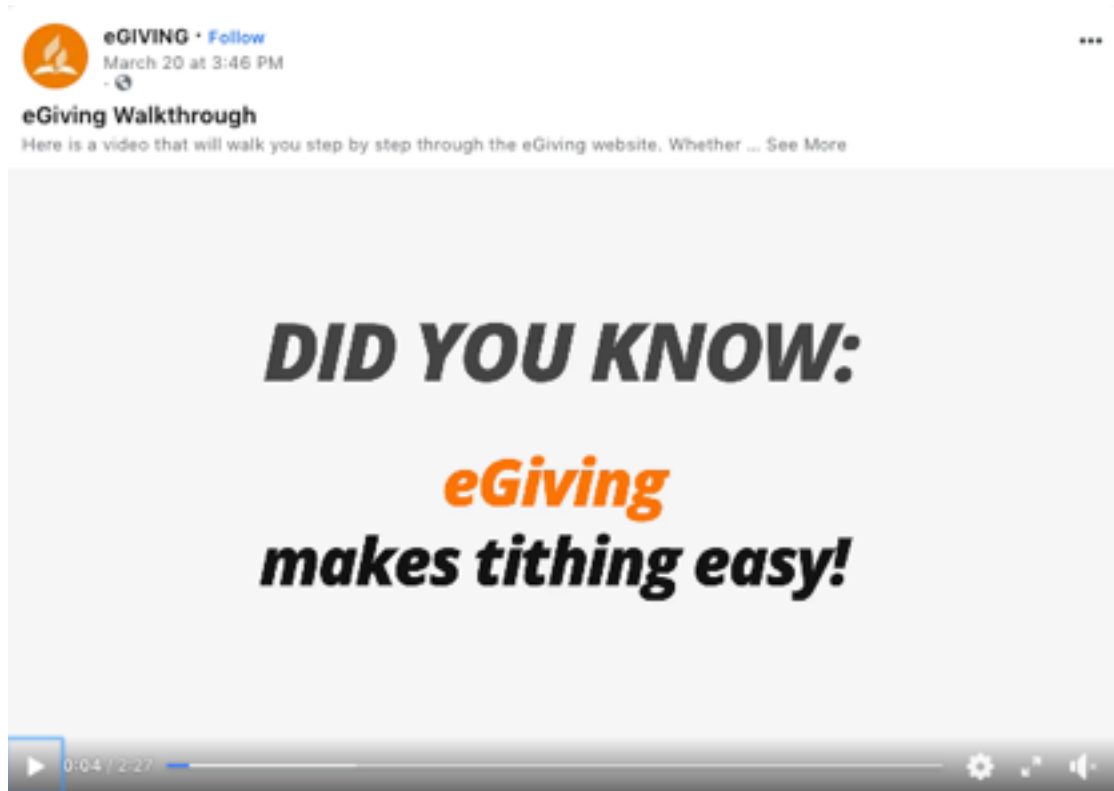 eGIVING · Follow
March 20 at 3:46 PM
eGiving Walkthrough
Here is a video that will walk you step by step through the eGiving website. Whether ... See More
DID YOU KNOW:
eGiving
makes tithing easy!
0:04 / 2:27